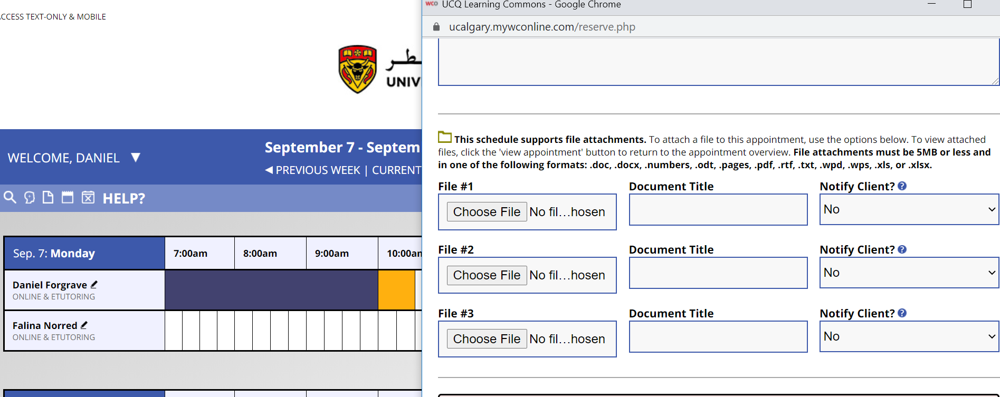 ACCESS TEXT-ONLY & MOBILE
UNIV
WELCOME, DANIEL ▼
September 7 - Septem
◀ PREVIOUS WEEK | CURRENT
HELP?
Sep. 7: Monday
7:00am
8:00am
9:00am
10:00am
Daniel Forgrave
ONLINE & ETUTORING
Falina Norred
ONLINE & ETUTORING
WCO UCQ Learning Commons - Google Chrome
ucalgary.mywconline.com/reserve.php
This schedule supports file attachments. To attach a file to this appointment, use the options below. To view attached
files, click the 'view appointment' button to return to the appointment overview. File attachments must be 5MB or less and
in one of the following formats: .doc, .docx, .numbers, .odt, .pages, .pdf, .rtf, .txt, .wpd, .wps, .xls, or .xlsx.
File #1
Document Title
Notify Client? ?
Choose File No fil...hosen
No
File #2
Document Title
Notify Client? ?
Choose File No fil...hosen
No
File #3
Document Title
Notify Client? ?
Choose File No fil...hosen
No